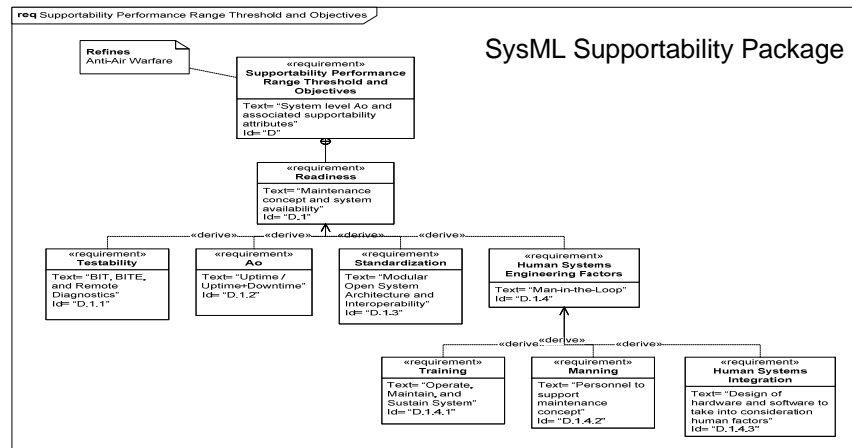 req Supportability Performance Range Threshold and Objectives
SysML Supportability Package
Refines
Anti-Air Warfare
«requirement»
Supportability Performance
Range Threshold and
Objectives
Text= "System level Ao and
associated supportability
attributes"
Id= "D"
«requirement»
Readiness
Text= "Maintenance
concept and system
availability"
Id= "D.1"
«derive»
«derive»
«derive»
«derive»
«requirement»
Testability
Text= "BIT, BITE,
and Remote
Diagnostics"
Id= "D.1.1"
«requirement»
Ao
Text= "Uptime /
Uptime+Downtime"
Id= "D.1.2"
«requirement»
Standardization
Text= "Modular
Open System
Architecture and
Interoperability"
Id= "D.1.3"
«requirement»
Human Systems
Engineering Factors
Text= "Man-in-the-Loop"
Id= "D.1.4"
«derive»
«derive»
«derive»
«requirement»
Training
Text= "Operate,
Maintain, and
Sustain System"
Id= "D.1.4.1"
«requirement»
Manning
Text= "Personnel to
support
maintenance
concept"
Id= "D.1.4.2"
«requirement»
Human Systems
Integration
Text= "Design of
hardware and software to
take into consideration
human factors"
Id= "D.1.4.3"